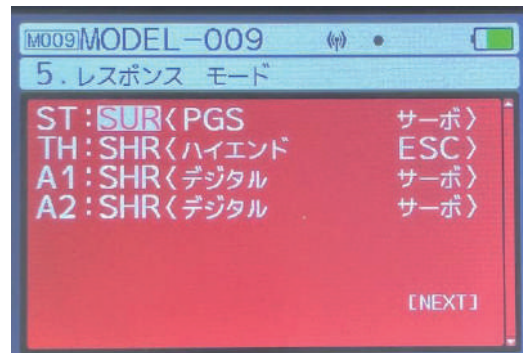 M009 MODEL-009
5.レスポンス モード
ST:SUR〈PGS サーボ〉
TH:SHR〈ハイエンド ESC〉
A1:SHR〈デジタル サーボ〉
A2:SHR〈デジタル サーボ〉
[NEXT]